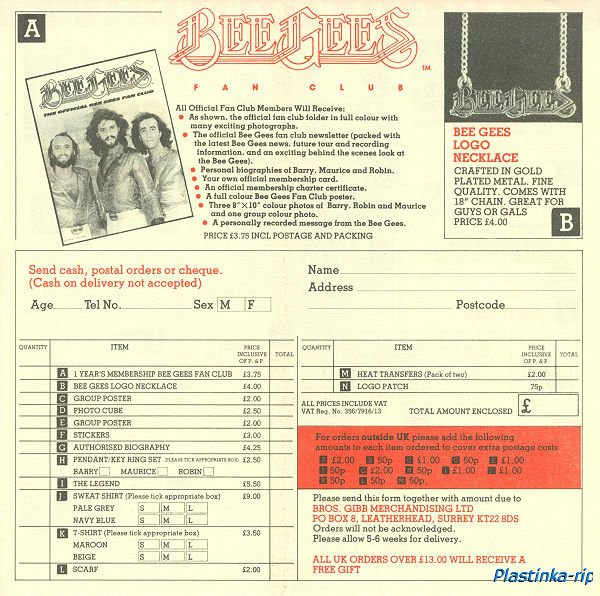 A
BEE GEES
TM.
FAN CLUB
BEE GEES
THE OFFICIAL BEE GEES FAN CLUB
All Official Fan Club Members Will Receive:
As shown, the official fan club folder in full colour with
many exciting photographs.
The official Bee Gees fan club newsletter (packed with
the latest Bee Gees news, future tour and recording
information, and an exciting behind the scenes look at
the Bee Gees).
Personal biographies of Barry, Maurice and Robin.
Your own official membership card.
An official membership charter certificate.
A full colour Bee Gees Fan Club poster.
Three 8"×10" colour photos of Barry, Robin and Maurice
and one group colour photo.
A personally recorded message from the Bee Gees.
PRICE £3.75 INCL POSTAGE AND PACKING
BEE GEES
BEE GEES
LOGO
NECKLACE
CRAFTED IN GOLD
PLATED METAL. FINE
QUALITY. COMES WITH
18" CHAIN. GREAT FOR
GUYS OR GALS
PRICE £4.00
B
Send cash, postal orders or cheque.
(Cash on delivery not accepted)
Age Tel No. Sex M F
Name
Address
Postcode
QUANTITY ITEM PRICE INCLUSIVE OF P. & P. TOTAL
A 1 YEAR'S MEMBERSHIP BEE GEES FAN CLUB £3.75
B BEE GEES LOGO NECKLACE £4.00
C GROUP POSTER £2.00
D PHOTO CUBE £2.50
E GROUP POSTER £2.00
F STICKERS £3.00
G AUTHORISED BIOGRAPHY £4.25
H PENDANT/KEY RING SET (PLEASE TICK APPROPRIATE BOX) £2.50
BARRY MAURICE ROBIN
I THE LEGEND £5.50
J SWEAT SHIRT (Please tick appropriate box) £9.00
PALE GREY S M L
NAVY BLUE S M L
K T-SHIRT (Please tick appropriate box) £3.50
MAROON S M L
BEIGE S M L
L SCARF £2.00
QUANTITY ITEM PRICE INCLUSIVE OF P. & P. TOTAL
M HEAT TRANSFERS (Pack of two) £2.00
N LOGO PATCH 75p
ALL PRICES INCLUDE VAT
VAT Reg. No. 356/7916/13 TOTAL AMOUNT ENCLOSED £
For orders outside UK please add the following
amounts to each item ordered to cover extra postage costs
A £2.00 B 50p C £1.00 D 50p E £1.00
F 50p G £2.00 H 50p I £1.00 J £1.00
50p L 50p M 50p.
Please send this form together with amount due to
BROS. GIBB MERCHANDISING LTD
PO BOX 8, LEATHERHEAD, SURREY KT22 8DS
Orders will not be acknowledged.
Please allow 5-6 weeks for delivery.
ALL UK ORDERS OVER £13.00 WILL RECEIVE A
FREE GIFT
Plastinka-rip